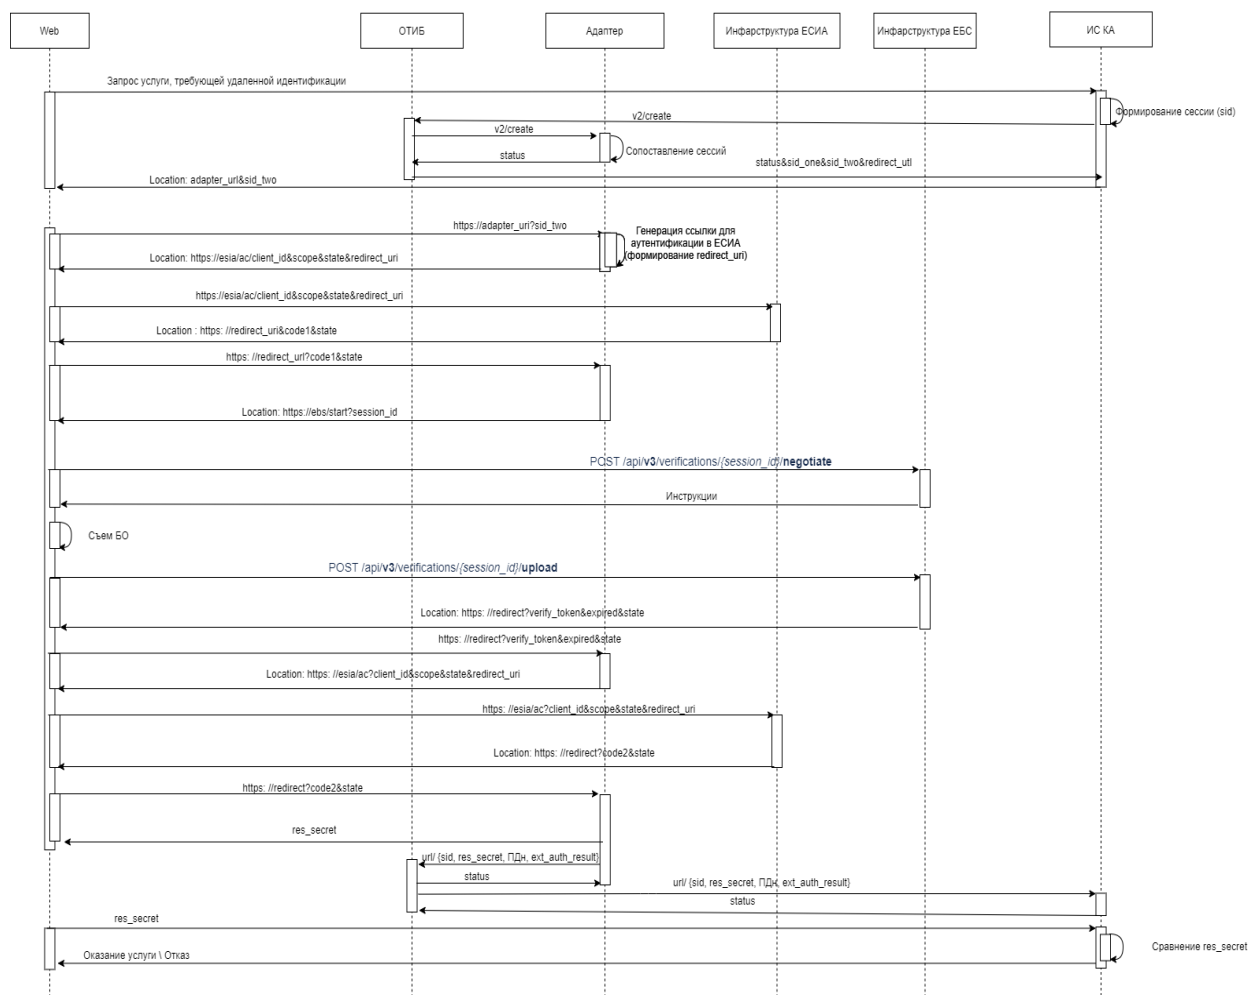 Web
ОТИБ
Адаптер
Инфарструктура ЕСИА
Инфарструктура ЕБС
ИС КА
Запрос услуги, требующей удаленной идентификации
Формирование сессии (sid)
v2/create
v2/create
Сопоставление сессий
status
status&sid_one&sid_two&redirect_utl
Location: adapter_url&sid_two
https://adapter_uri?sid_two
Генерация ссылки для
аутентификации в ЕСИА
(формирование redirect_uri)
Location: https://esia/ac/client_id&scope&state&redirect_uri
https://esia/ac/client_id&scope&state&redirect_uri
Location : https: //redirect_uri&code1&state
https: //redirect_url?code1&state
Location: https://ebs/start?session_id
POST /api/v3/verifications/{session_id}/negotiate
Инструкции
Съем БО
POST /api/v3/verifications/{session_id}/upload
Location: https: //redirect?verify_token&expired&state
https: //redirect?verify_token&expired&state
Location: https: //esia/ac?client_id&scope&state&redirect_uri
https: //esia/ac?client_id&scope&state&redirect_uri
Location: https: //redirect?code2&state
https: //redirect?code2&state
res_secret
url/ {sid, res_secret, ПДн, ext_auth_result}
status
url/ {sid, res_secret, ПДн, ext_auth_result}
status
res_secret
Сравнение res_secret
Оказание услуги \ Отказ